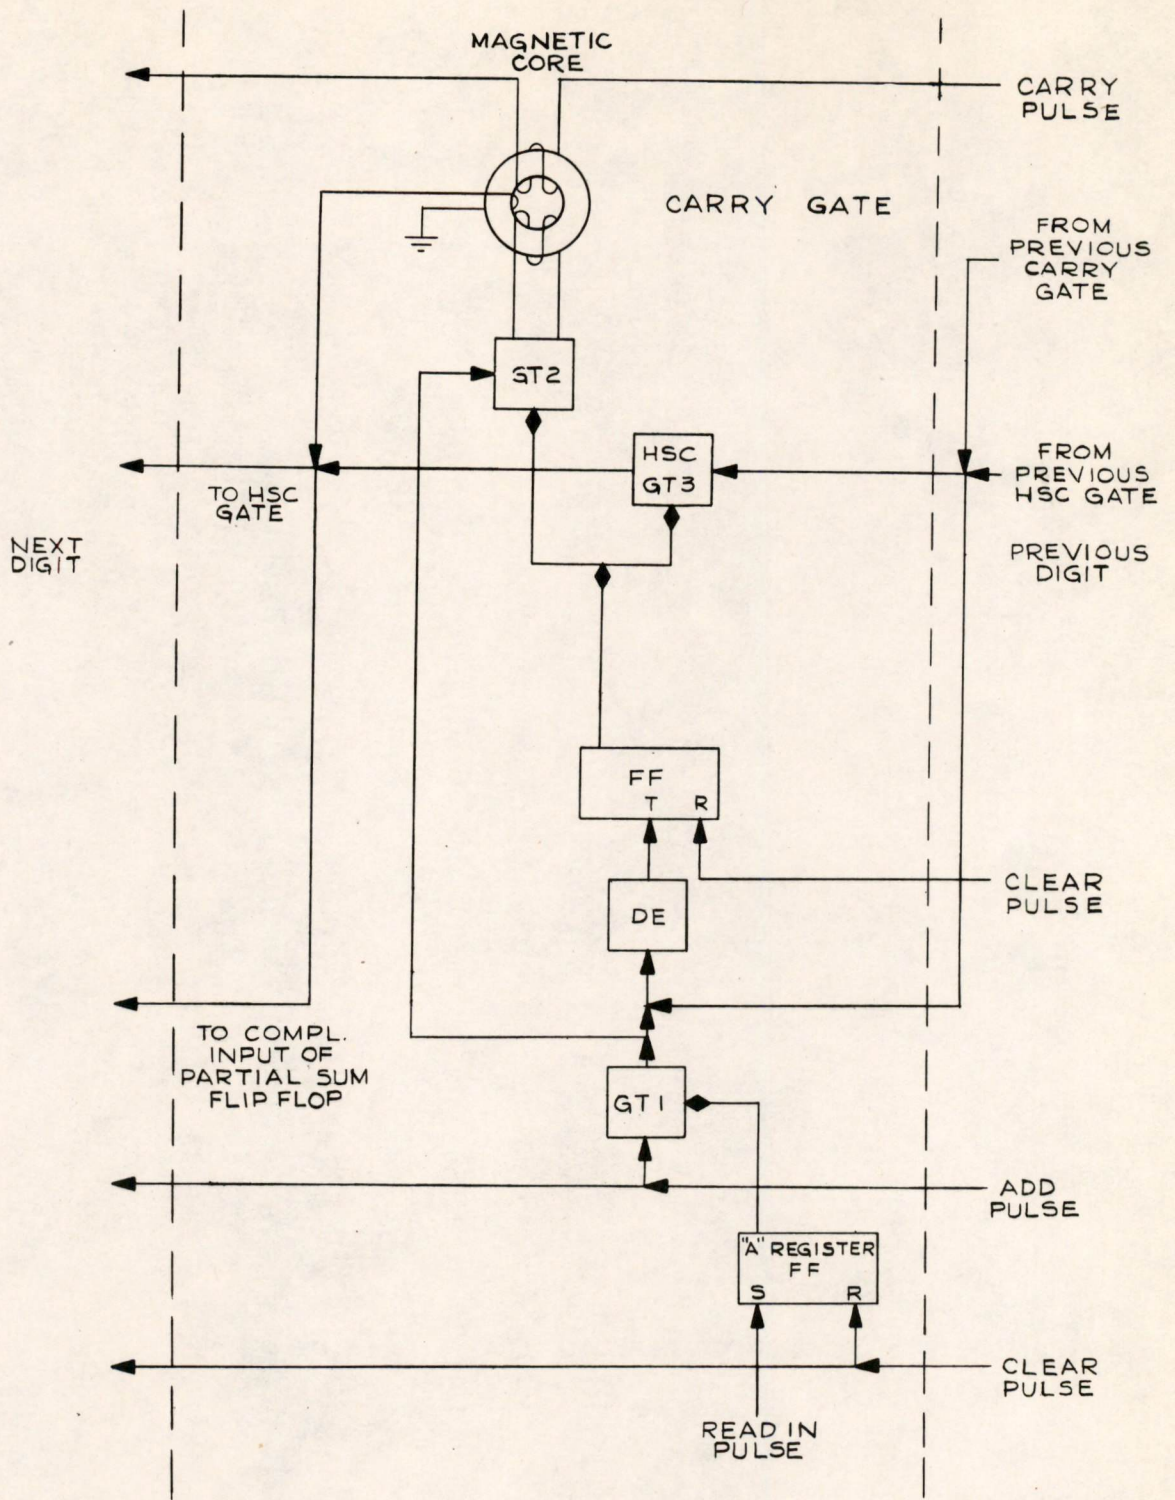 MAGNETIC
CORE
CARRY
PULSE
CARRY GATE
FROM
PREVIOUS
CARRY
GATE
GT2
HSC
GT3
FROM
PREVIOUS
HSC GATE
TO HSC
GATE
NEXT
DIGIT
PREVIOUS
DIGIT
FF
T R
CLEAR
PULSE
DE
TO COMPL.
INPUT OF
PARTIAL SUM
FLIP FLOP
GT1
ADD
PULSE
"A" REGISTER
FF
S R
CLEAR
PULSE
READ IN
PULSE